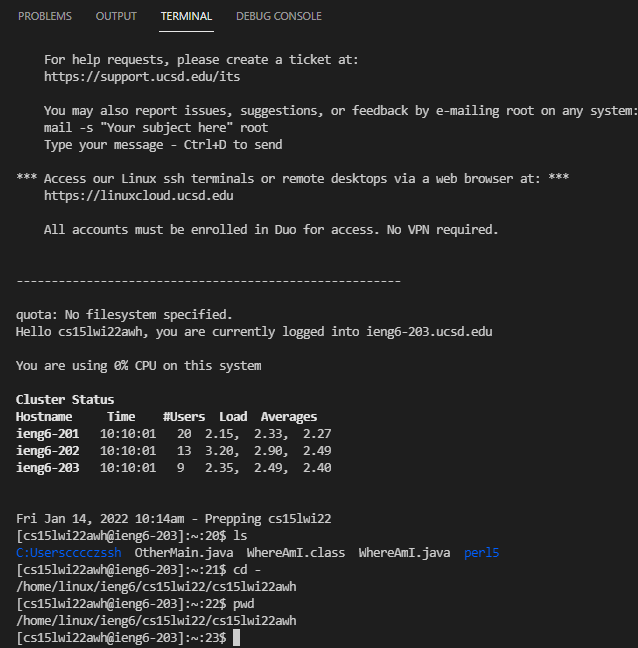 PROBLEMS OUTPUT TERMINAL DEBUG CONSOLE
For help requests, please create a ticket at:
https://support.ucsd.edu/its
You may also report issues, suggestions, or feedback by e-mailing root on any system:
mail -s "Your subject here" root
Type your message - Ctrl+D to send
*** Access our Linux ssh terminals or remote desktops via a web browser at: ***
https://linuxcloud.ucsd.edu
All accounts must be enrolled in Duo for access. No VPN required.
-------------------------------------------------------
quota: No filesystem specified.
Hello cs15lwi22awh, you are currently logged into ieng6-203.ucsd.edu
You are using 0% CPU on this system
Cluster Status
Hostname Time #Users Load Averages
ieng6-201 10:10:01 20 2.15, 2.33, 2.27
ieng6-202 10:10:01 13 3.20, 2.90, 2.49
ieng6-203 10:10:01 9 2.35, 2.49, 2.40
Fri Jan 14, 2022 10:14am - Prepping cs15lwi22
[cs15lwi22awh@ieng6-203]:~:20$ ls
C:Userscccczssh OtherMain.java WhereAmI.class WhereAmI.java perl5
[cs15lwi22awh@ieng6-203]:~:21$ cd -
/home/linux/ieng6/cs15lwi22/cs15lwi22awh
[cs15lwi22awh@ieng6-203]:~:22$ pwd
/home/linux/ieng6/cs15lwi22/cs15lwi22awh
[cs15lwi22awh@ieng6-203]:~:23$